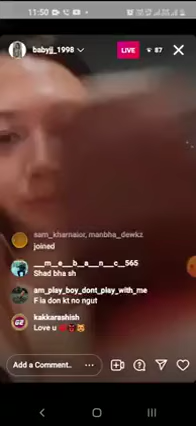 11:50
babyjj_1998
LIVE
87
sam_kharnaior, manbha_dewkz
joined
___m__e__b__a__n__c__565
Shad bha sh
am_play_boy_dont_play_with_me
F ia don kt no ngut
GE
kakkarashish
Love u
Add a Comment..